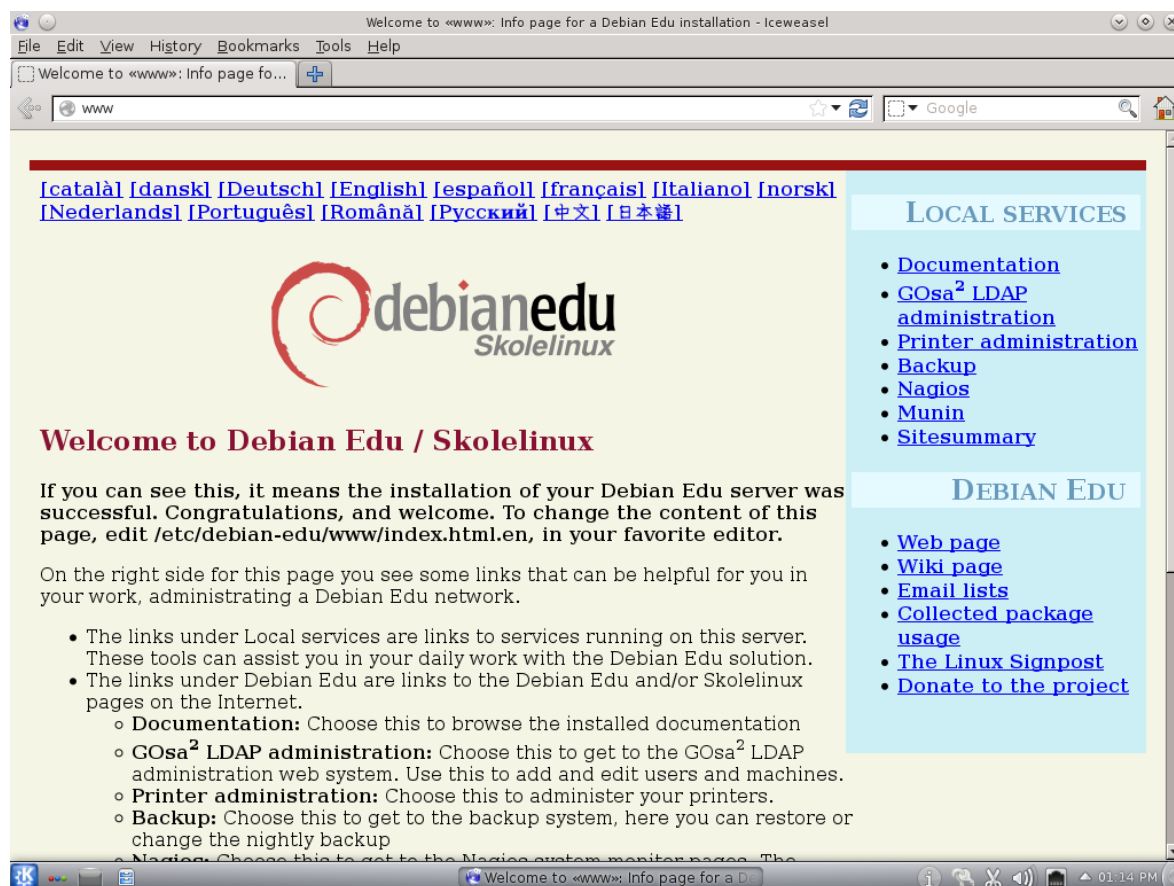 Welcome to «www»: Info page for a Debian Edu installation - Iceweasel
File Edit View History Bookmarks Tools Help
Welcome to «www»: Info page fo...
www
Google
[català] [dansk] [Deutsch] [English] [español] [français] [Italiano] [norsk]
[Nederlands] [Português] [Română] [Русский] [中文] [日本語]
debianedu
Skolelinux
Welcome to Debian Edu / Skolelinux
If you can see this, it means the installation of your Debian Edu server was
successful. Congratulations, and welcome. To change the content of this
page, edit /etc/debian-edu/www/index.html.en, in your favorite editor.
On the right side for this page you see some links that can be helpful for you in
your work, administrating a Debian Edu network.
• The links under Local services are links to services running on this server.
These tools can assist you in your daily work with the Debian Edu solution.
• The links under Debian Edu are links to the Debian Edu and/or Skolelinux
pages on the Internet.
◦ Documentation: Choose this to browse the installed documentation
◦ GOsa² LDAP administration: Choose this to get to the GOsa² LDAP
administration web system. Use this to add and edit users and machines.
◦ Printer administration: Choose this to administer your printers.
◦ Backup: Choose this to get to the backup system, here you can restore or
change the nightly backup
◦ Nagios: Choose this to get to the Nagios system monitor pages. The
LOCAL SERVICES
• Documentation
• GOsa² LDAP
administration
• Printer administration
• Backup
• Nagios
• Munin
• Sitesummary
DEBIAN EDU
• Web page
• Wiki page
• Email lists
• Collected package
usage
• The Linux Signpost
• Donate to the project
Welcome to «www»: Info page for a De
01:14 PM